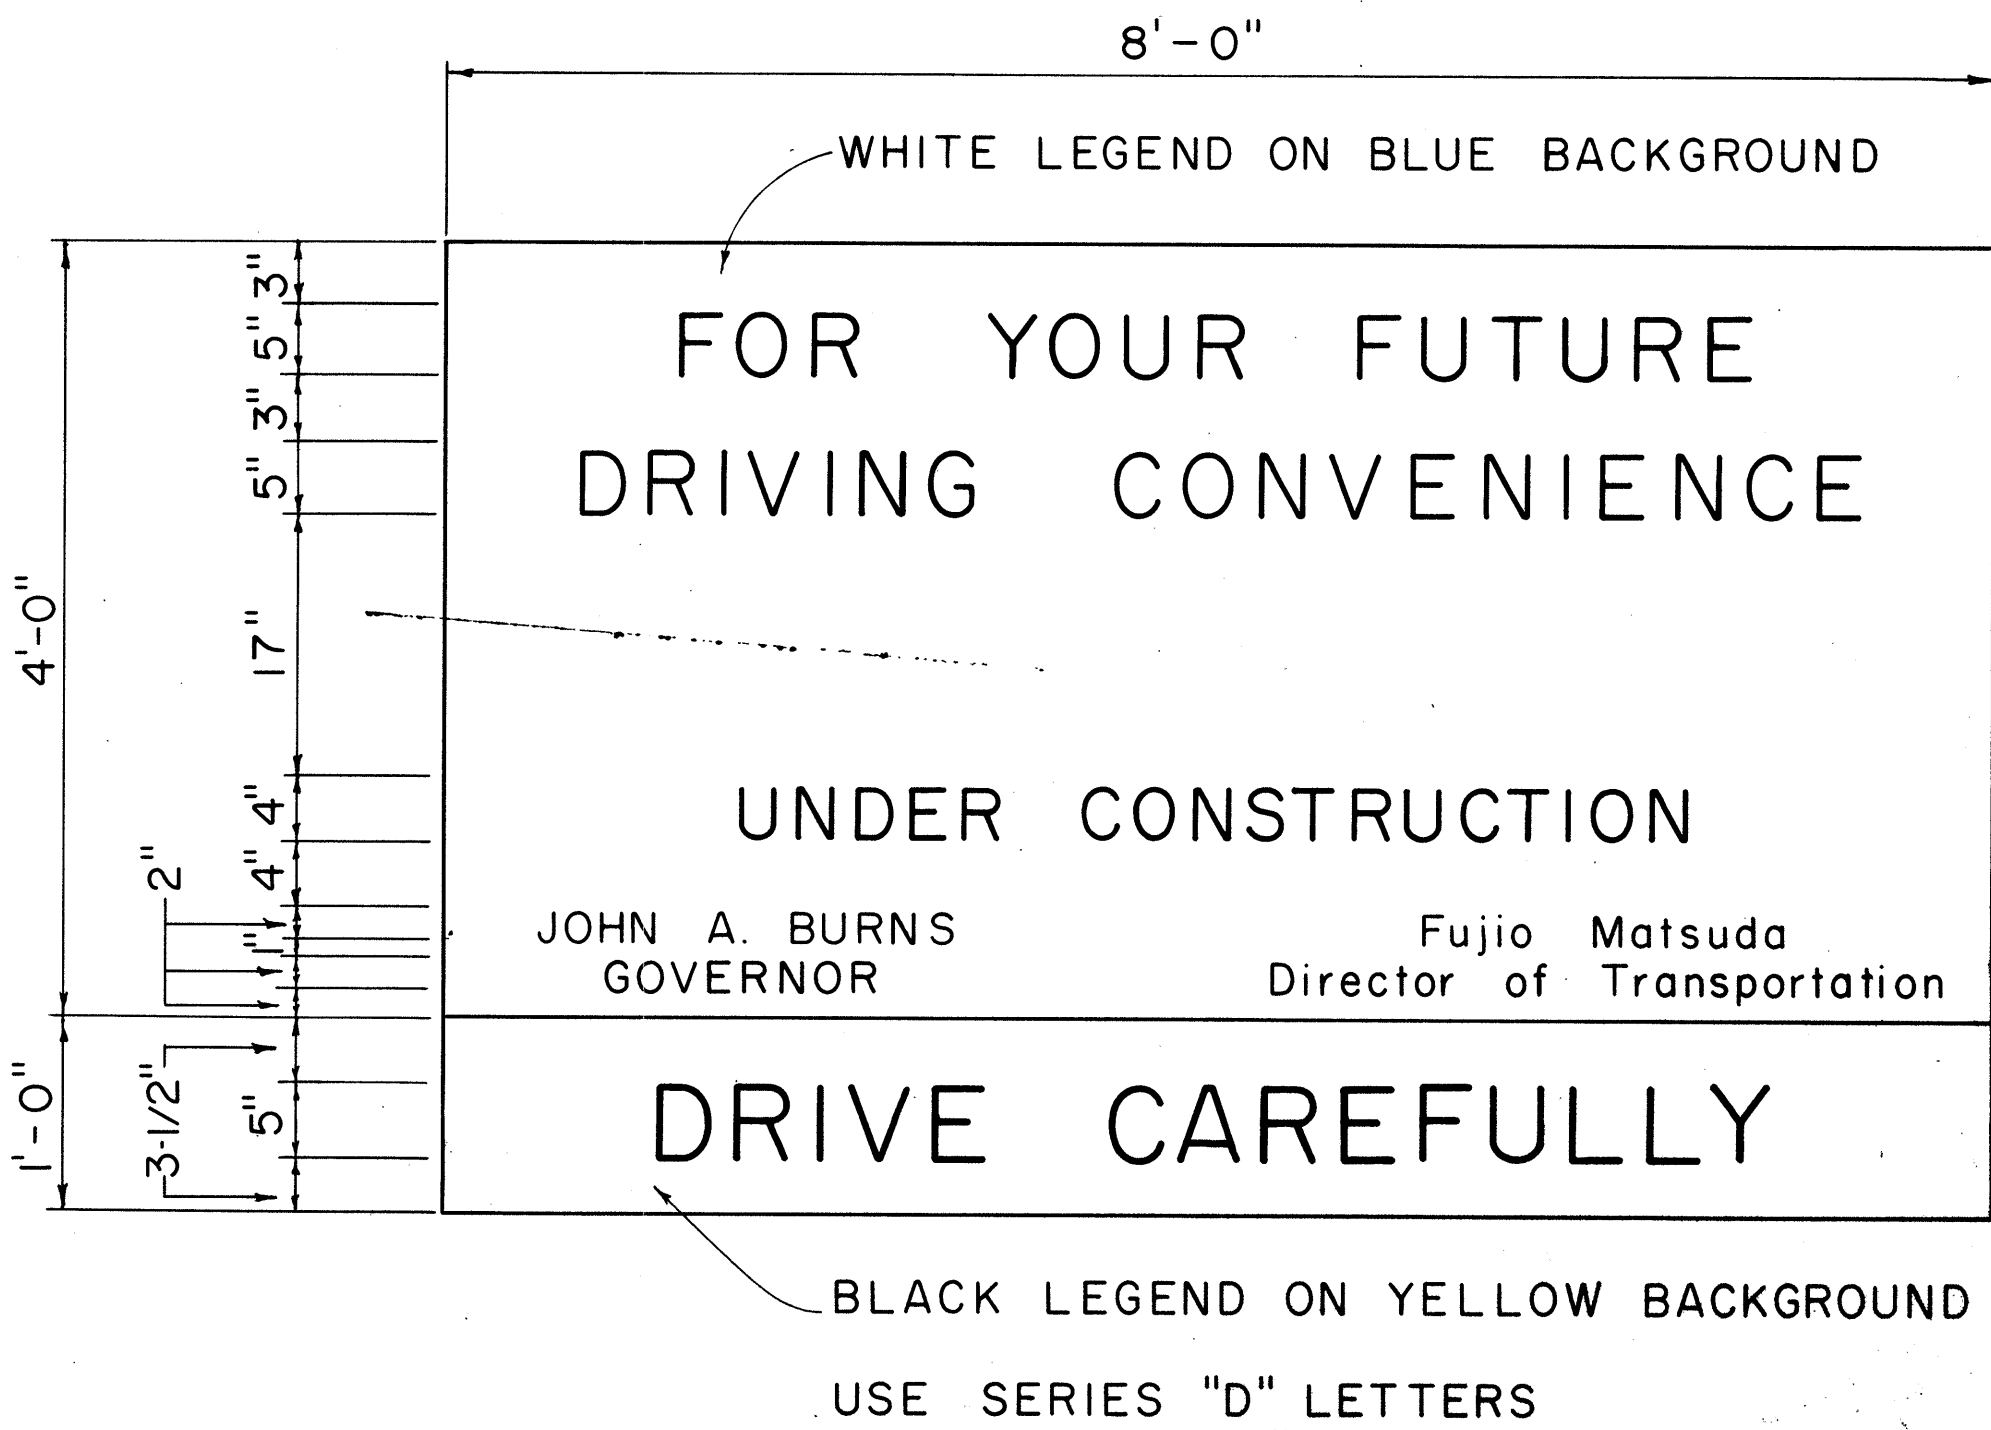 8'-0"
WHITE LEGEND ON BLUE BACKGROUND
3"
5"
3"
5"
17"
4"
4"
2"
1"
4'-0"
FOR YOUR FUTURE
DRIVING CONVENIENCE
UNDER CONSTRUCTION
JOHN A. BURNS
GOVERNOR
Fujio Matsuda
Director of Transportation
1'-0"
3-1/2"
5"
DRIVE CAREFULLY
BLACK LEGEND ON YELLOW BACKGROUND
USE SERIES "D" LETTERS